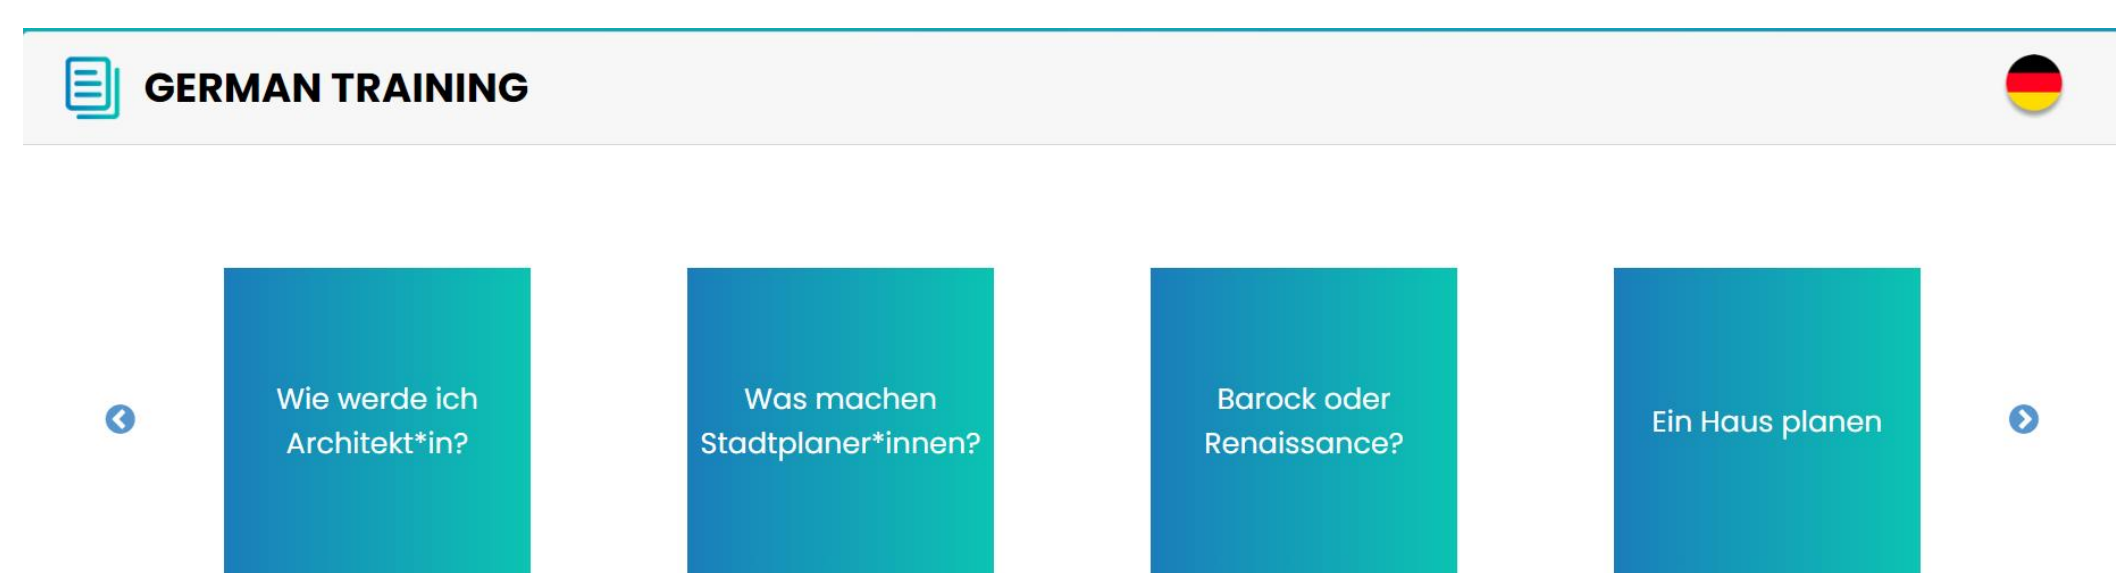 GERMAN TRAINING
Wie werde ich
Architekt*in?
Was machen
Stadtplaner*innen?
Barock oder
Renaissance?
Ein Haus planen